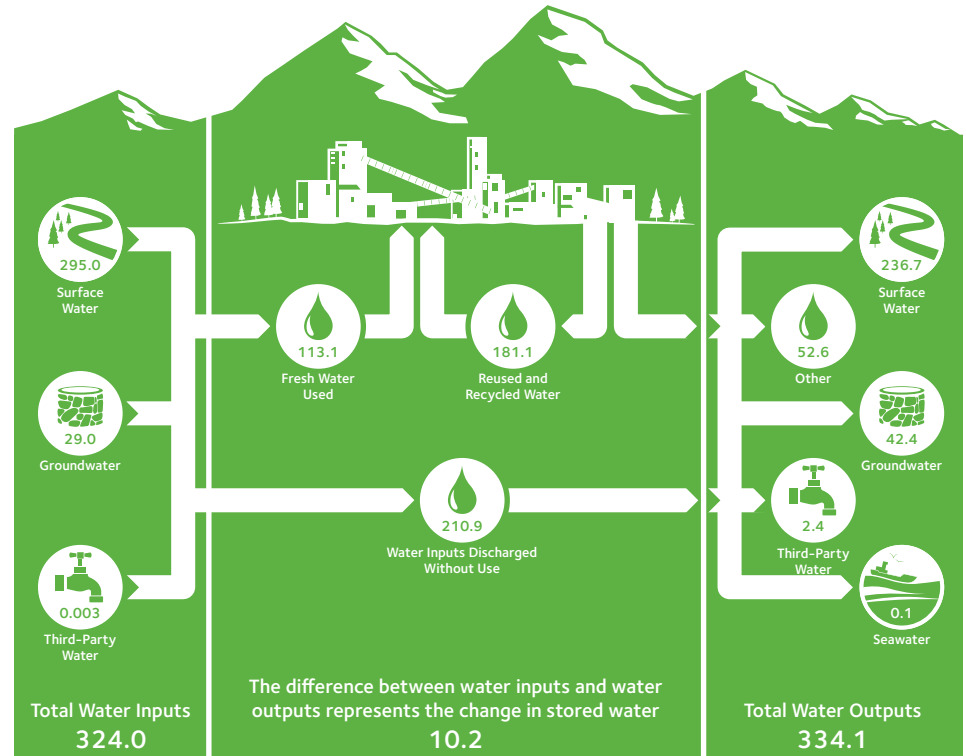 295.0
Surface
Water
29.0
Groundwater
0.003
Third-Party
Water
Total Water Inputs
324.0
113.1
Fresh Water
Used
181.1
Reused and
Recycled Water
210.9
Water Inputs Discharged
Without Use
The difference between water inputs and water
outputs represents the change in stored water
10.2
236.7
Surface
Water
52.6
Other
42.4
Groundwater
2.4
Third-Party
Water
0.1
Seawater
Total Water Outputs
334.1